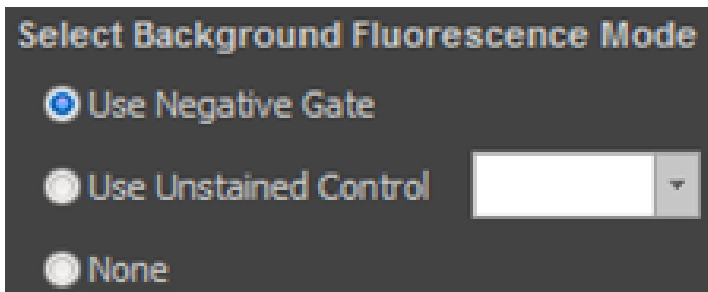 Select Background Fluorescence Mode
Use Negative Gate
Use Unstained Control
None